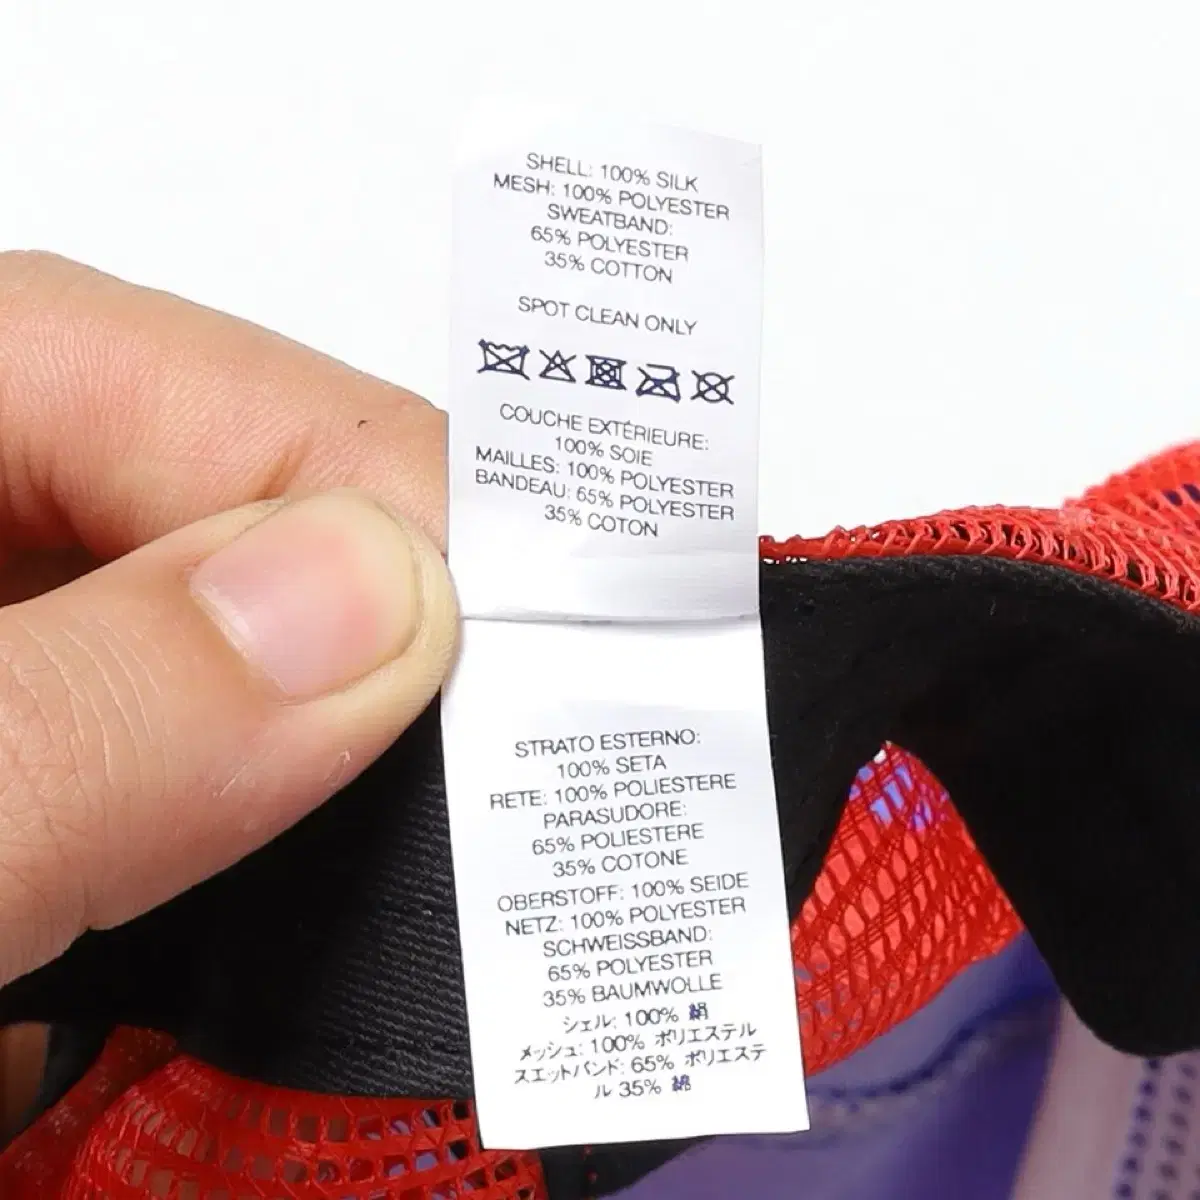 SHELL: 100% SILK
MESH: 100% POLYESTER
SWEATBAND:
65% POLYESTER
35% COTTON
SPOT CLEAN ONLY
COUCHE EXTÉRIEURE:
100% SOIE
MAILLES: 100% POLYESTER
BANDEAU: 65% POLYESTER
35% COTON
STRATO ESTERNO:
100% SETA
RETE: 100% POLIESTERE
PARASUDORE:
65% POLIESTERE
35% COTONE
OBERSTOFF: 100% SEIDE
NETZ: 100% POLYESTER
SCHWEISSBAND:
65% POLYESTER
35% BAUMWOLLE
シェル: 100% 絹
メッシュ: 100% ポリエステル
スエットバンド: 65% ポリエステ
ル 35% 綿